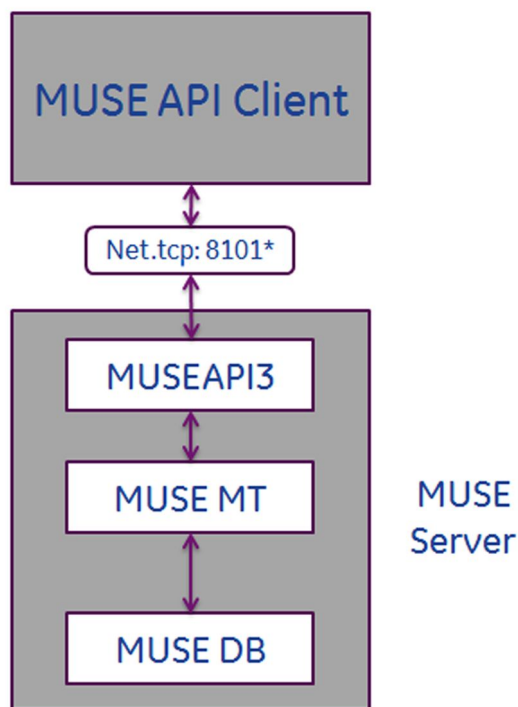 MUSE API Client
Net.tcp: 8101*
MUSEAPI3
MUSE MT
MUSE
Server
MUSE DB